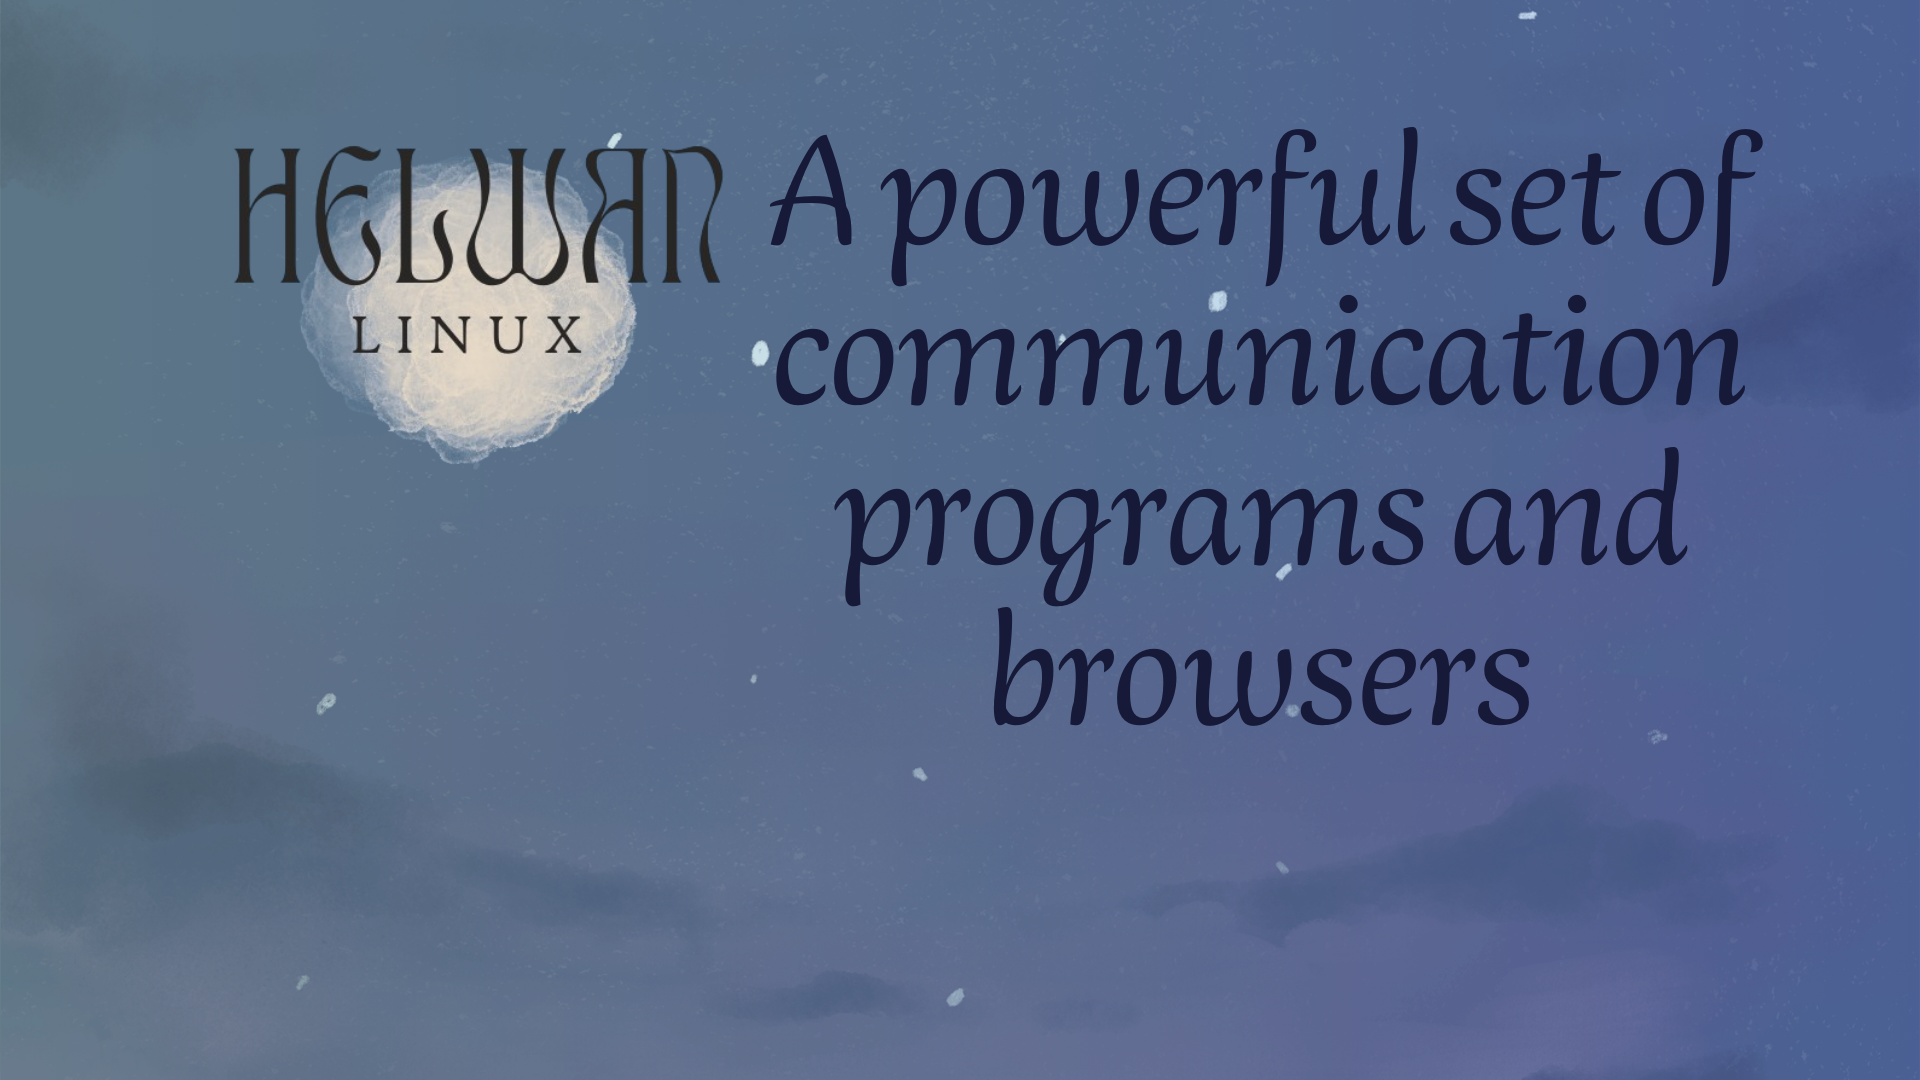 HELWAN
LINUX
A powerful set of
communication
programs and
browsers